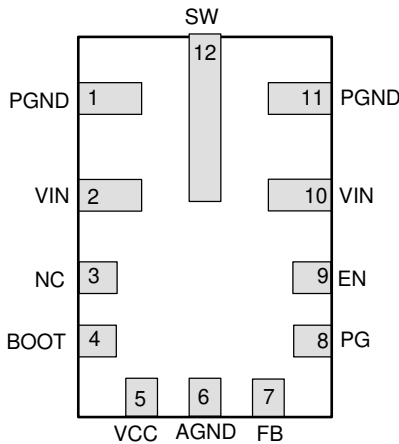 SW
12
PGND 1 11 PGND
VIN 2 10 VIN
NC 3 9 EN
BOOT 4 8 PG
5 6 7
VCC AGND FB